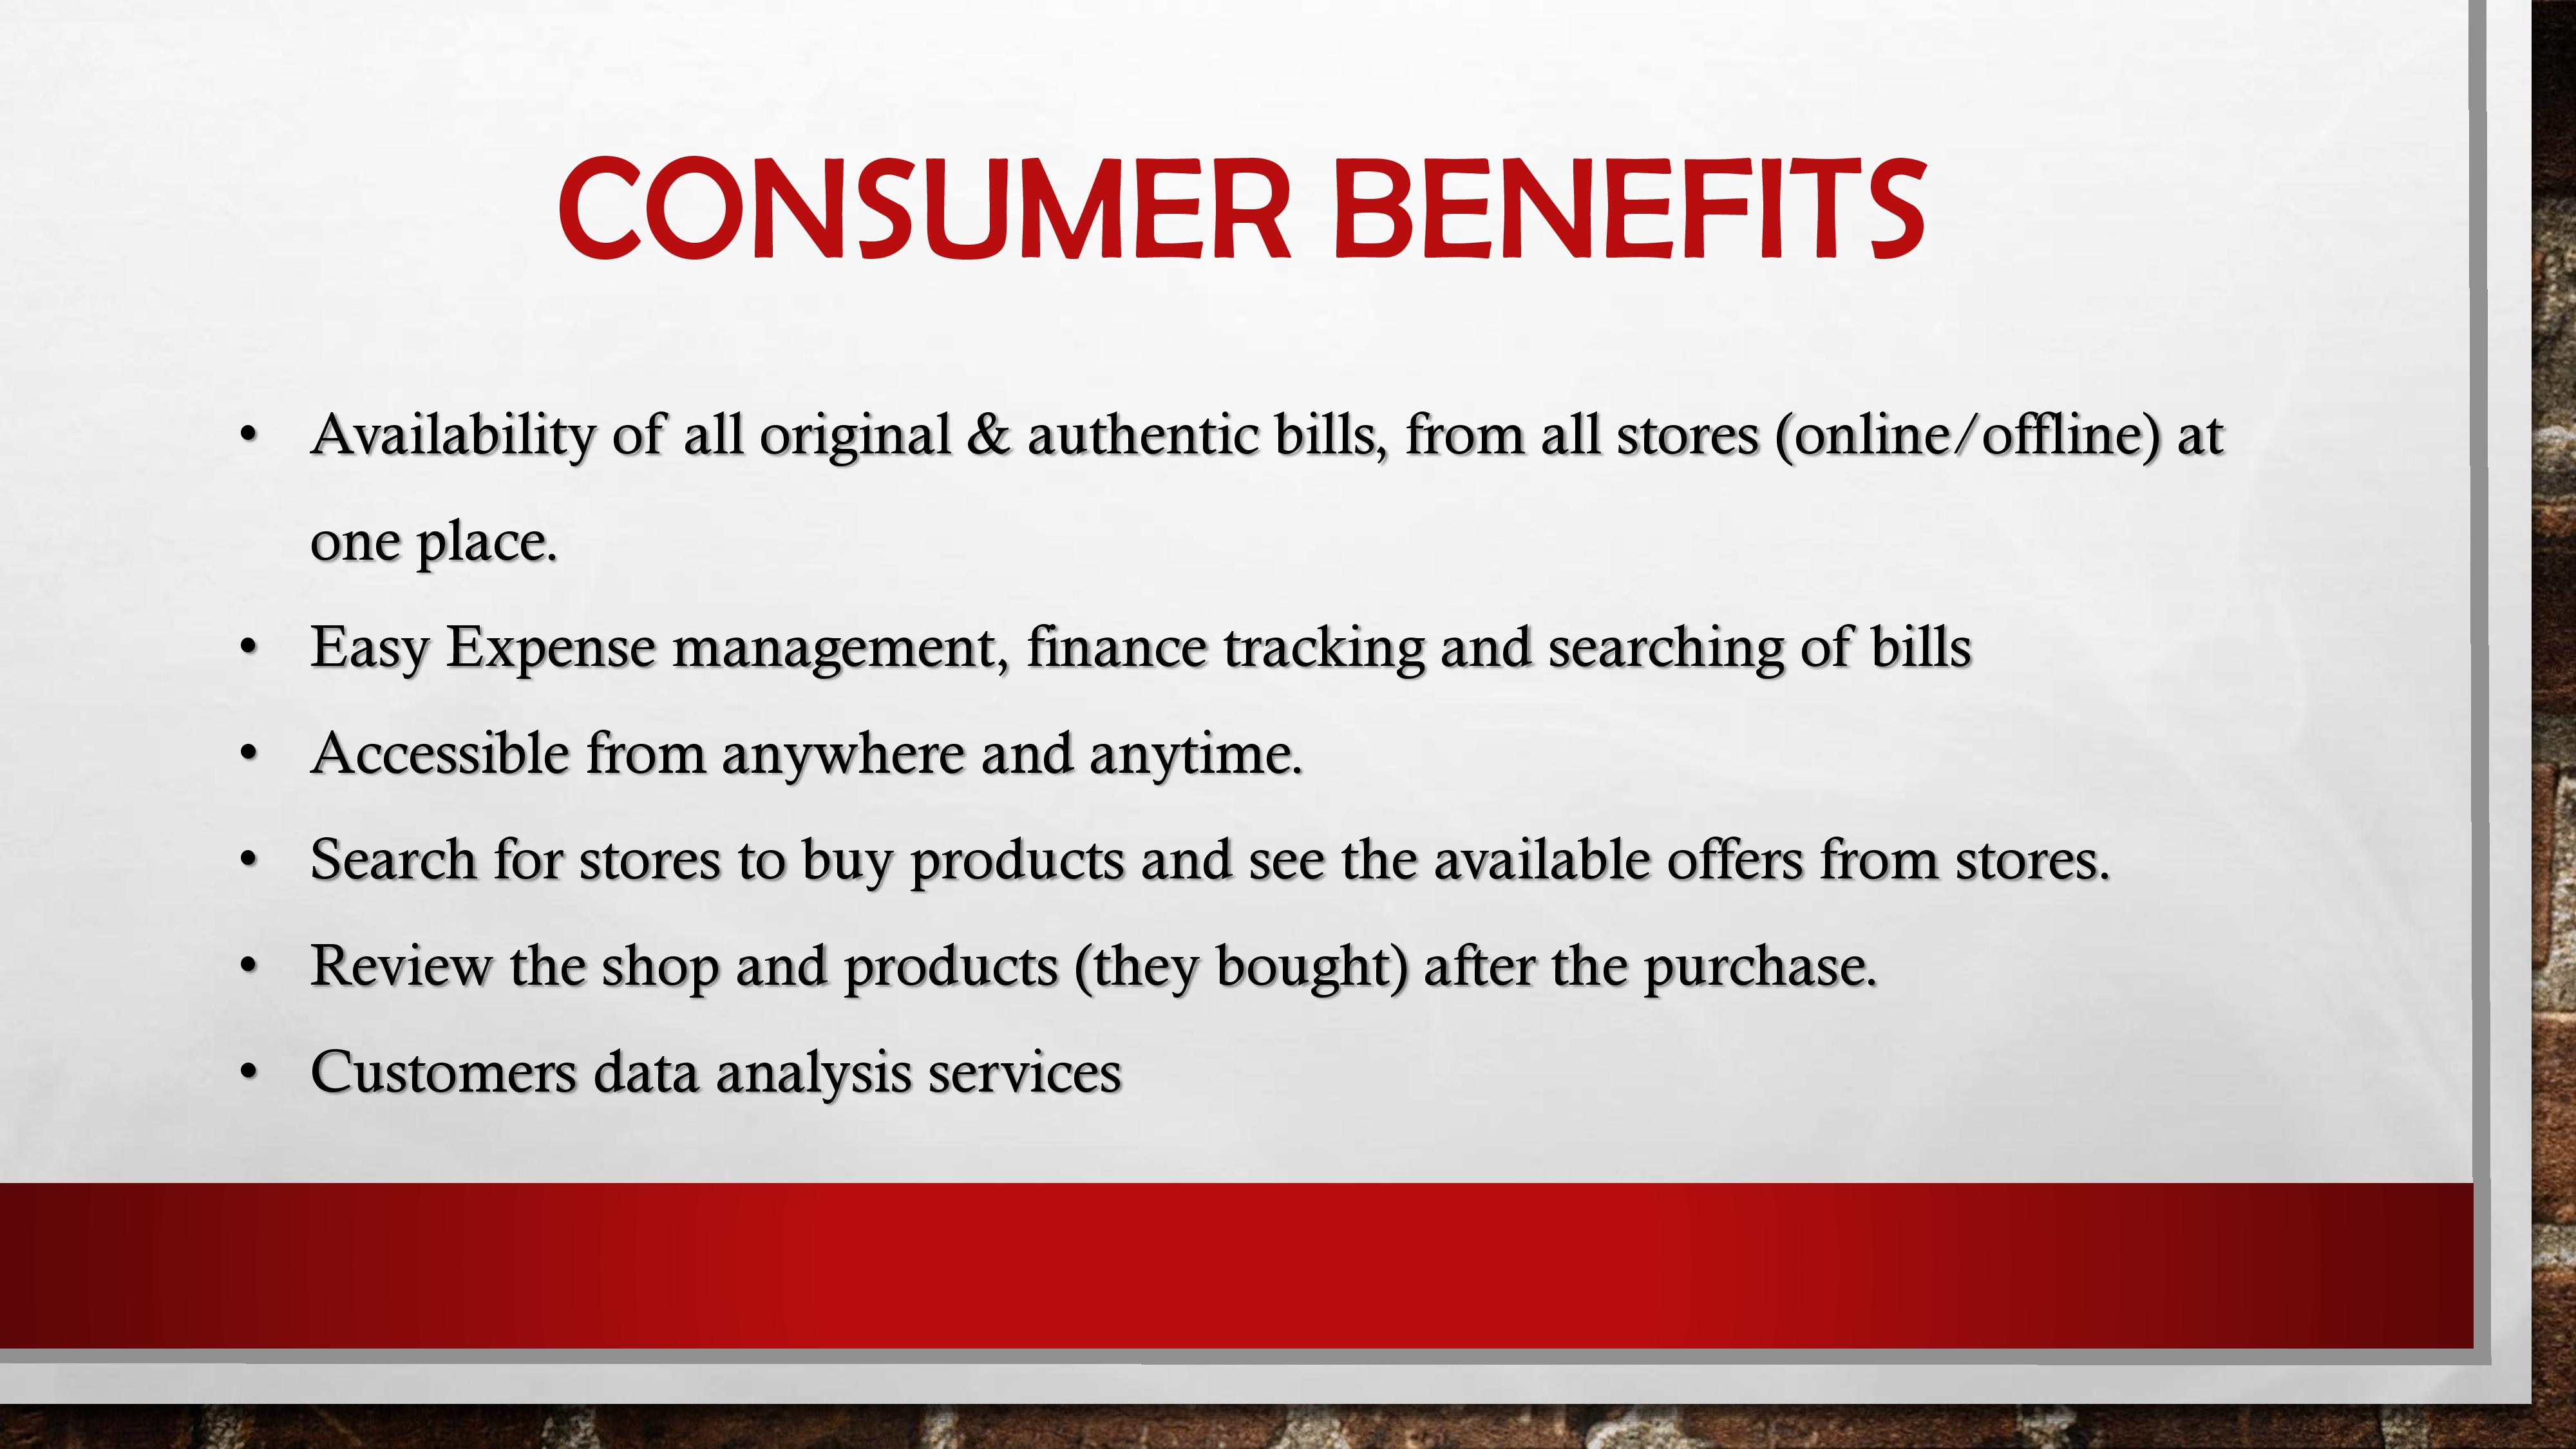 CONSUMER BENEFITS
• Availability of all original & authentic bills, from all stores (online/offline) at
one place.
• Easy Expense management, finance tracking and searching of bills
• Accessible from anywhere and anytime.
• Search for stores to buy products and see the available offers from stores.
• Review the shop and products (they bought) after the purchase.
• Customers data analysis services